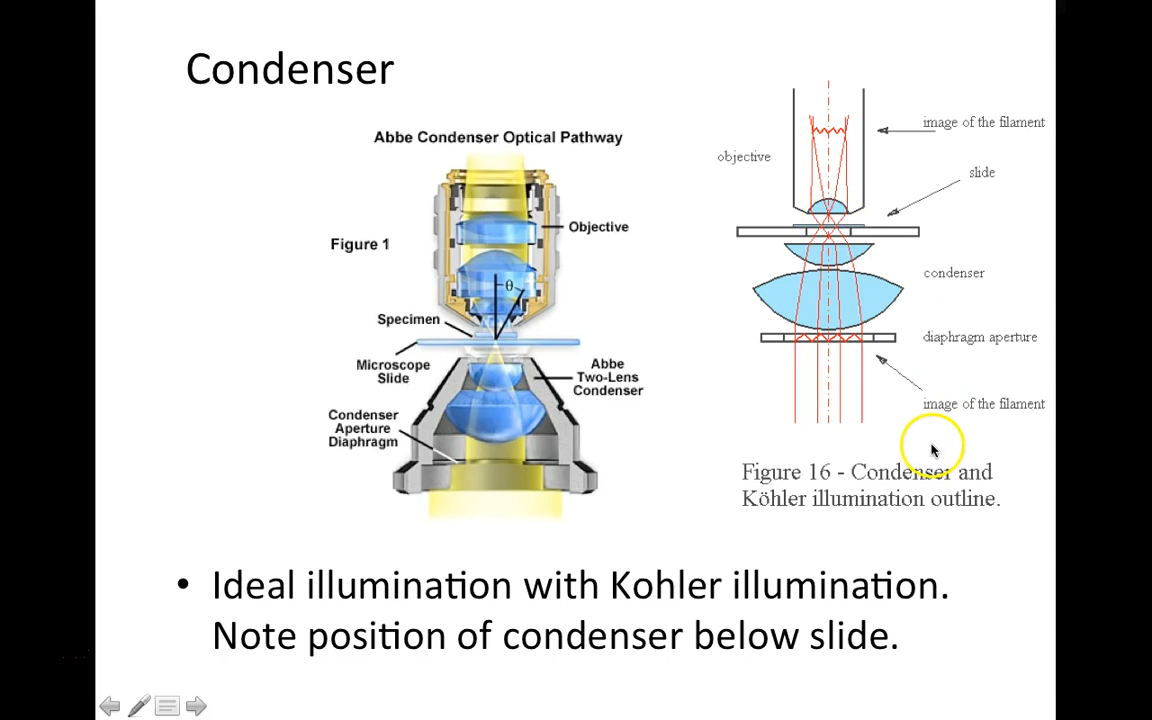 Condenser
Abbe Condenser Optical Pathway
Figure 1
Objective
θ
Specimen
Microscope
Slide
Abbe
Two-Lens
Condenser
Condenser
Aperture
Diaphragm
image of the filament
objective
slide
condenser
diaphragm aperture
image of the filament
Figure 16 - Condenser and
Köhler illumination outline.
• Ideal illumination with Kohler illumination.
Note position of condenser below slide.